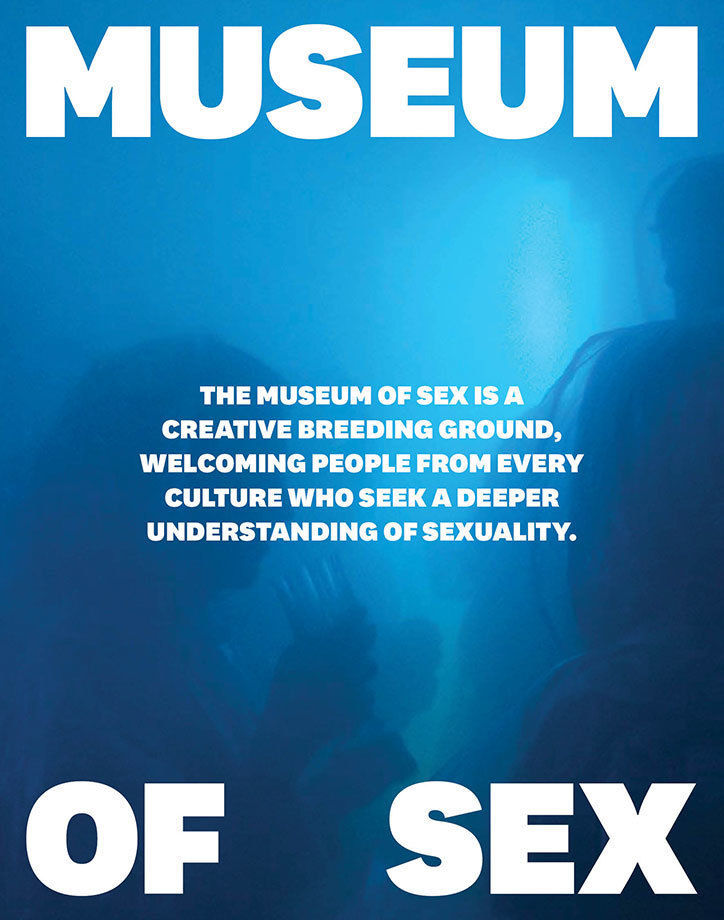 MUSEUM
THE MUSEUM OF SEX IS A
CREATIVE BREEDING GROUND,
WELCOMING PEOPLE FROM EVERY
CULTURE WHO SEEK A DEEPER
UNDERSTANDING OF SEXUALITY.
OF SEX